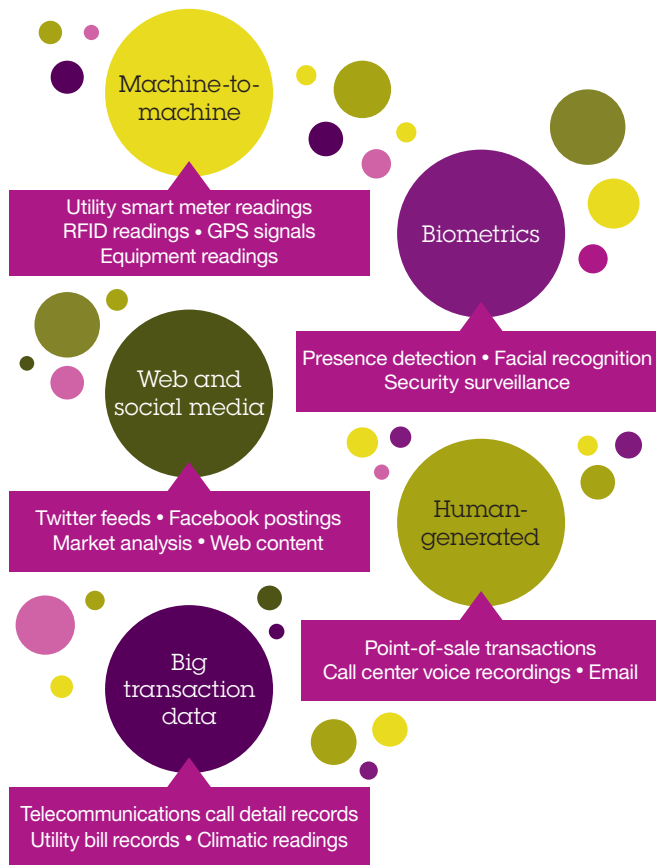 Machine-to-
machine
Utility smart meter readings
RFID readings • GPS signals
Equipment readings
Biometrics
Presence detection • Facial recognition
Security surveillance
Web and
social media
Twitter feeds • Facebook postings
Market analysis • Web content
Human-
generated
Point-of-sale transactions
Call center voice recordings • Email
Big
transaction
data
Telecommunications call detail records
Utility bill records • Climatic readings